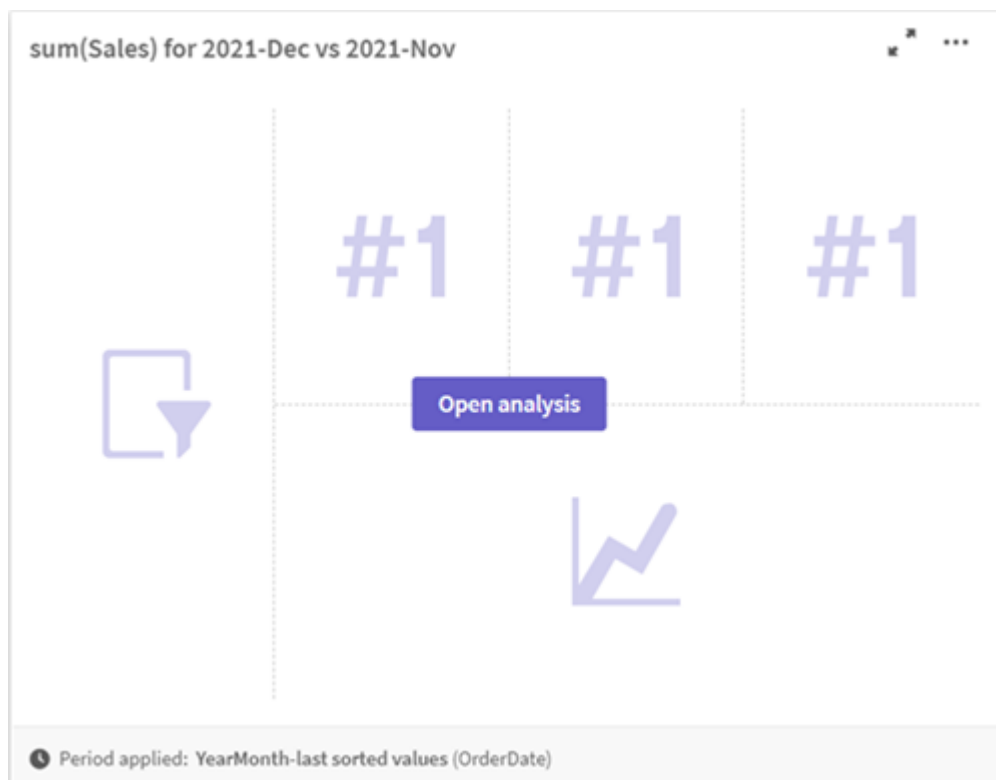 sum(Sales) for 2021-Dec vs 2021-Nov
#1 #1 #1
Open analysis
Period applied: YearMonth-last sorted values (OrderDate)